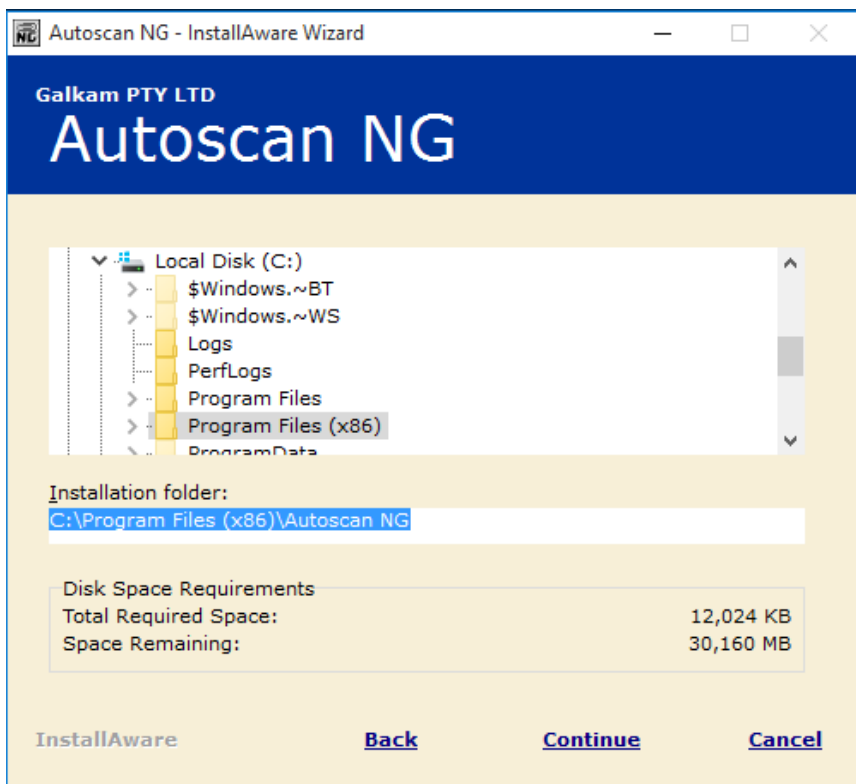 NG Autoscan NG - InstallAware Wizard
Galkam PTY LTD
Autoscan NG
Local Disk (C:)
$Windows.~BT
$Windows.~WS
Logs
PerfLogs
Program Files
Program Files (x86)
ProgramData
Installation folder:
C:\Program Files (x86)\Autoscan NG
Disk Space Requirements
Total Required Space: 12,024 KB
Space Remaining: 30,160 MB
InstallAware Back Continue Cancel